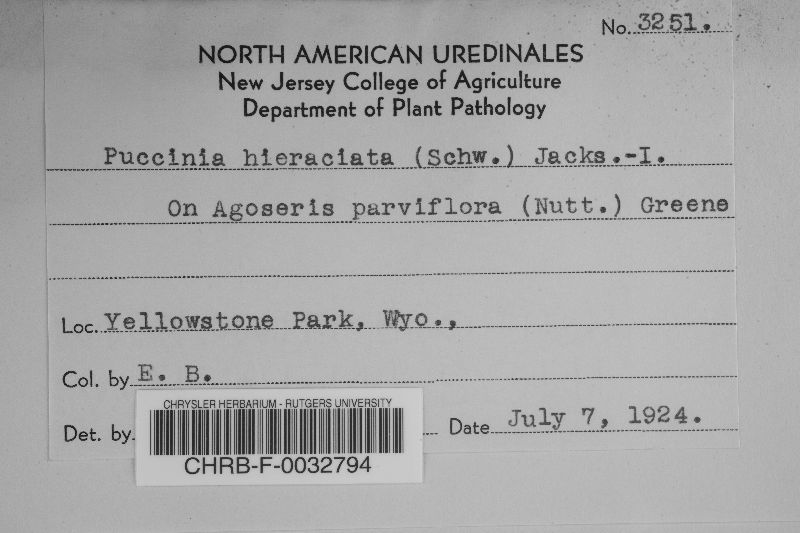 No. 3251.
NORTH AMERICAN UREDINALES
New Jersey College of Agriculture
Department of Plant Pathology
Puccinia hieraciata (Schw.) Jacks.-I.
On Agoseris parviflora (Nutt.) Greene
Loc. Yellowstone Park, Wyo.,
Col. by E. B.
CHRYSLER HERBARIUM - RUTGERS UNIVERSITY
Det. by Date July 7, 1924.
CHRB-F-0032794